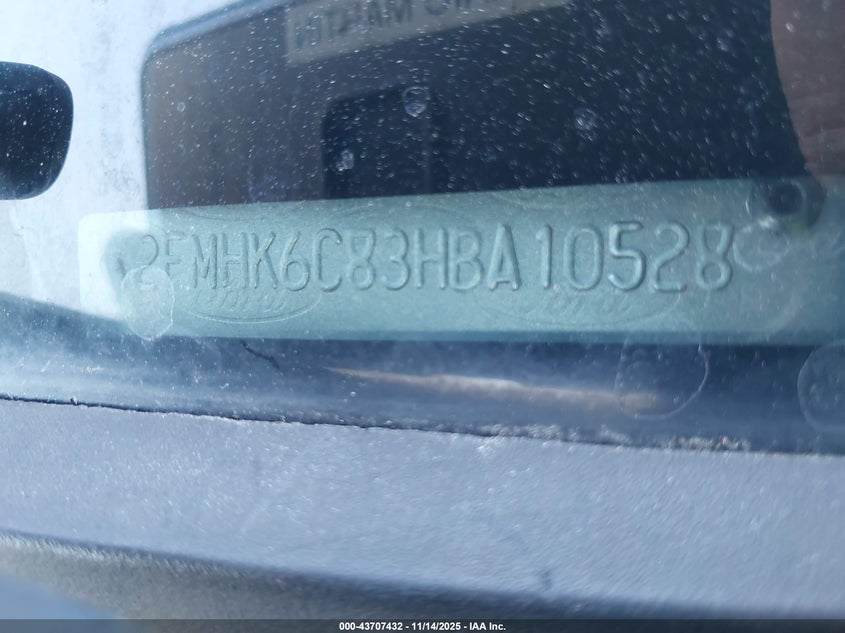 2FMHK6C83HBA10528
000-43707432 - 11/14/2025 - IAA Inc.